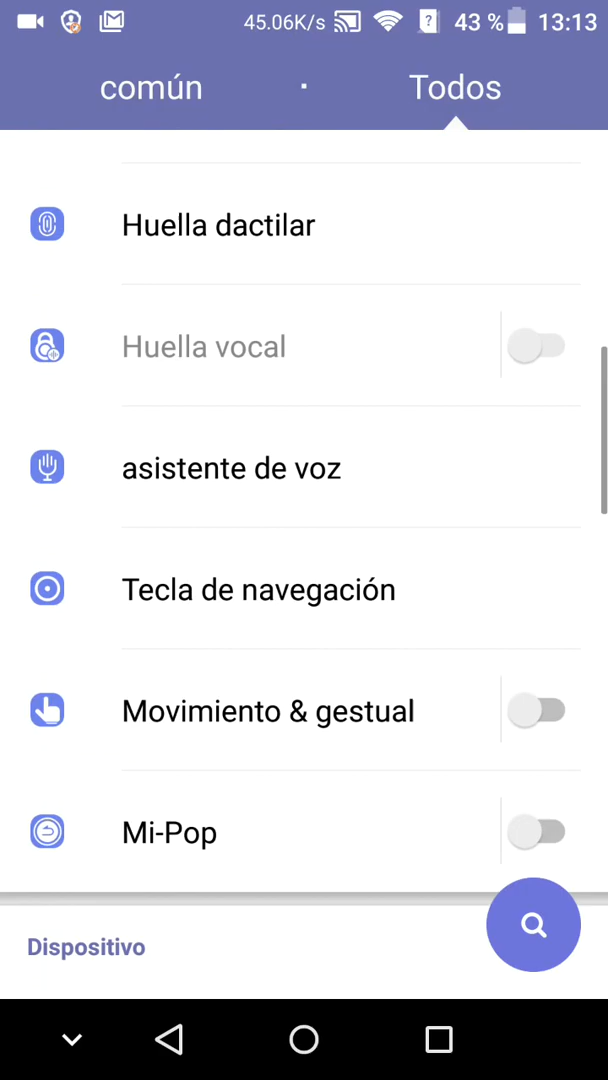 45.06K/s ? 43 % 13:13
común · Todos
Huella dactilar
Huella vocal
asistente de voz
Tecla de navegación
Movimiento & gestual
Mi-Pop
Dispositivo